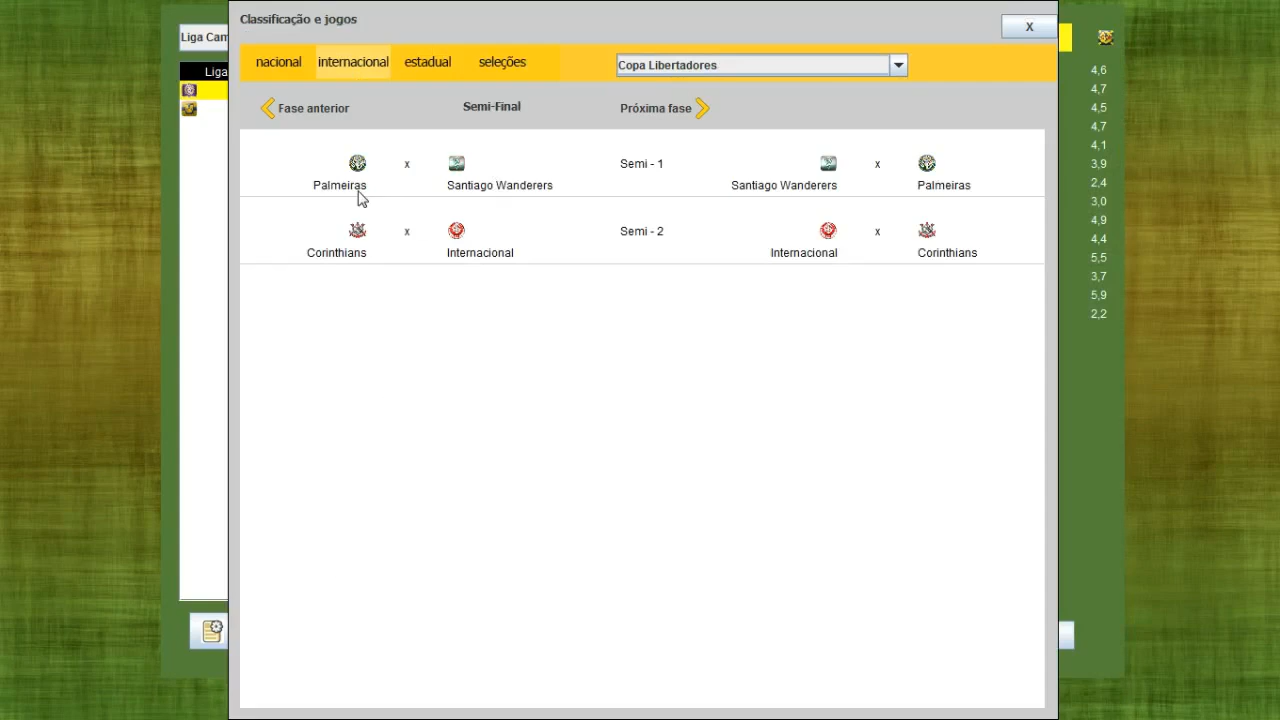 Classificação e jogos
X
Liga Cam
nacional internacional estadual seleções Copa Libertadores
Liga
Fase anterior Semi-Final Próxima fase
x Semi - 1 x
Palmeiras Santiago Wanderers Santiago Wanderers Palmeiras
x Semi - 2 x
Corinthians Internacional Internacional Corinthians
4,6
4,7
4,5
4,7
4,1
3,9
2,4
3,0
4,9
4,4
5,5
3,7
5,9
2,2